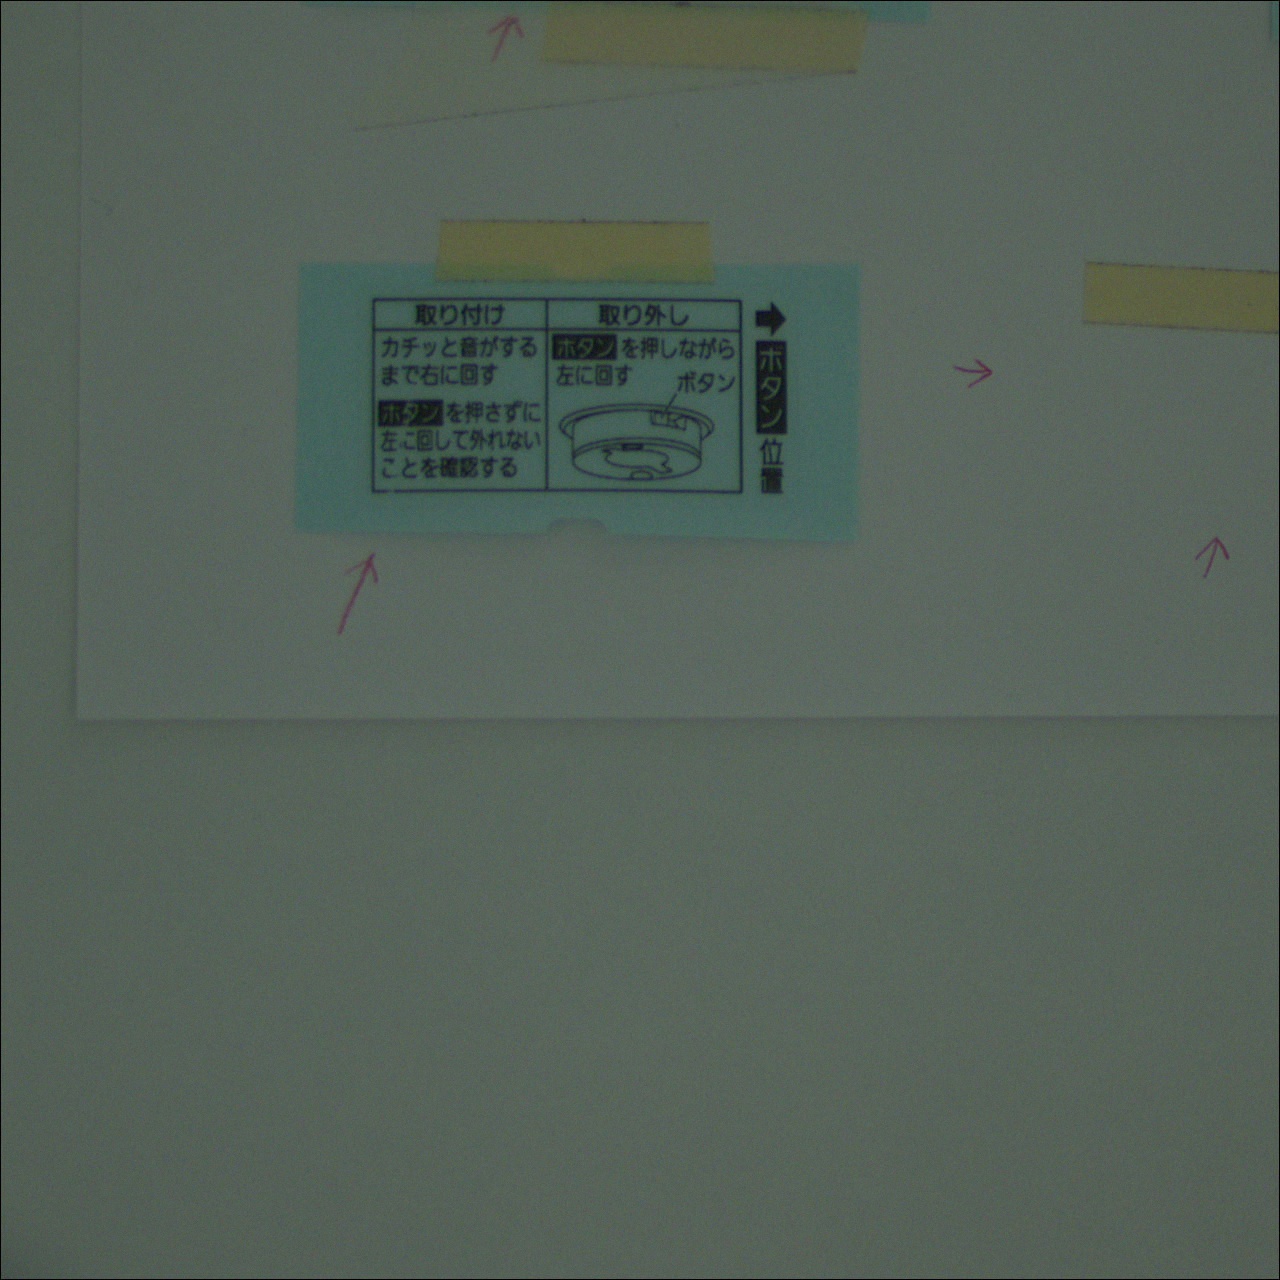 取り付け
カチッと音がする
まで右に回す
ボタンを押さずに
左に回して外れない
ことを確認する
取り外し
ボタンを押しながら
左に回す
ボタン
➡ボタン位置